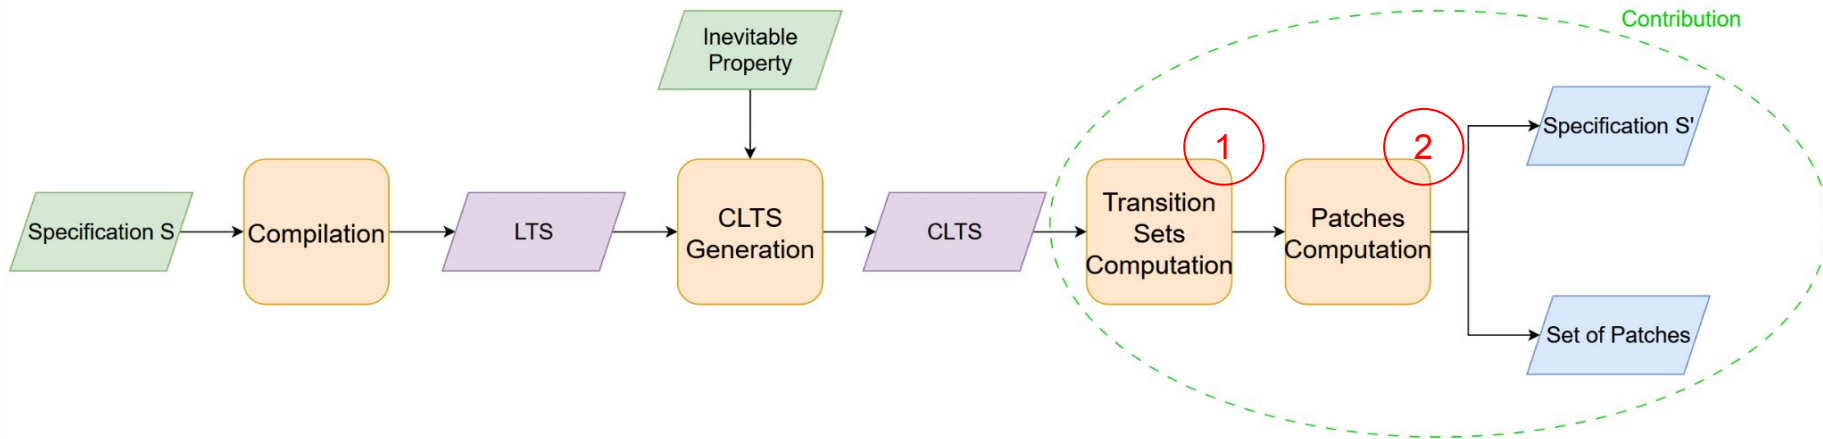 Contribution
Inevitable
Property
Specification S
Compilation
LTS
CLTS
Generation
CLTS
1
Transition
Sets
Computation
2
Patches
Computation
Specification S'
Set of Patches